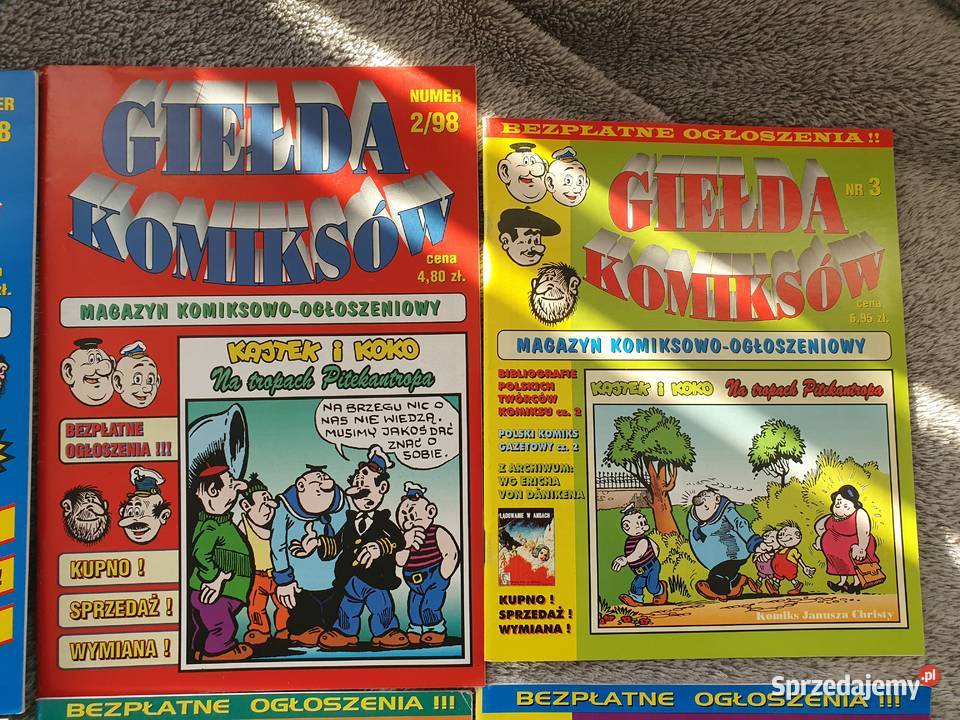 GIEŁDA
KOMIKSÓW
NUMER
2/98
cena
4,80 zł.
MAGAZYN KOMIKSOWO-OGŁOSZENIOWY
KAJTEK i KOKO
Na tropach Pitekantropa
NA BRZEGU NIC O
NAS NIE WIEDZĄ.
MUSIMY JAKOŚ DAĆ
ZNAĆ O
SOBIE.
BEZPŁATNE
OGŁOSZENIA !!!
KUPNO !
SPRZEDAŻ !
WYMIANA !
BEZPŁATNE OGŁOSZENIA !!
GIEŁDA
KOMIKSÓW
NR 3
cena
6,95 zł.
MAGAZYN KOMIKSOWO-OGŁOSZENIOWY
BIBLIOGRAFIE
POLSKICH
TWÓRCÓW
KOMIKSU cz. 2
POLSKI KOMIKS
GAZETOWY cz. 2
Z ARCHIWUM:
WG ERICHA
VON DÄNIKENA
LĄDOWANIE W ANDACH
KUPNO !
SPRZEDAŻ !
WYMIANA !
KAJTEK i KOKO Na tropach Pitekantropa
Komiks Janusza Christy
8
zł.
BEZPŁATNE OGŁOSZENIA !!!
BEZPŁATNE OGŁOSZENIA !!!
Sprzedajemy.pl